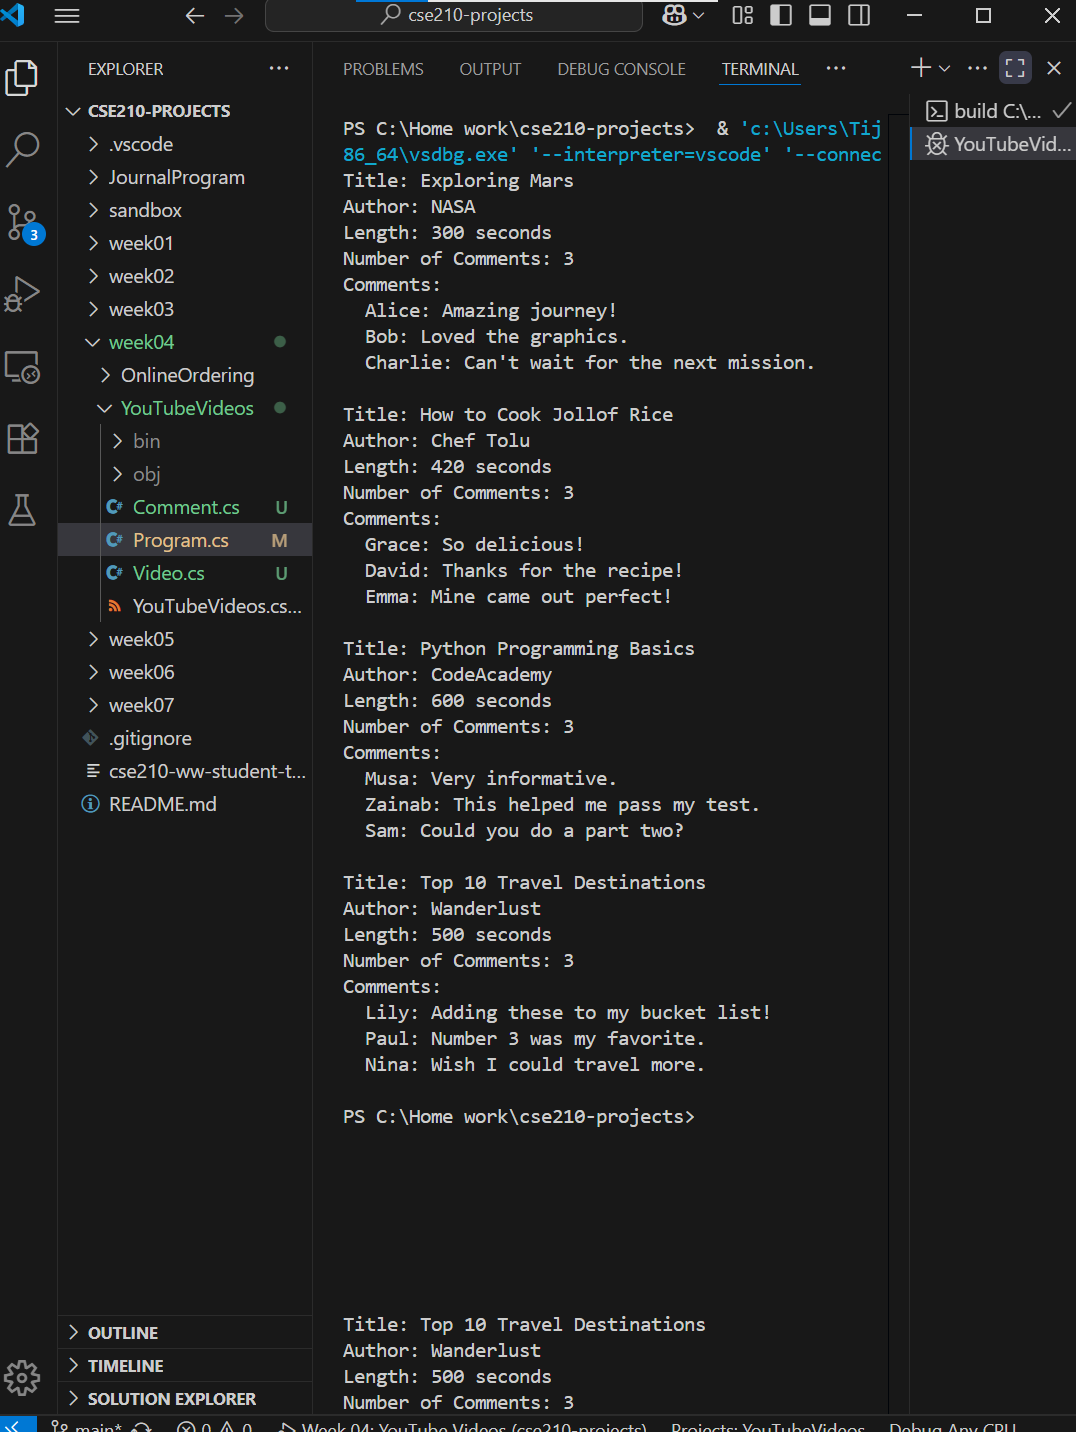 cse210-projects
EXPLORER
PROBLEMS OUTPUT DEBUG CONSOLE TERMINAL
CSE210-PROJECTS
.vscode
JournalProgram
sandbox
week01
week02
week03
week04
OnlineOrdering
YouTubeVideos
bin
obj
Comment.cs U
Program.cs M
Video.cs U
YouTubeVideos.cs...
week05
week06
week07
.gitignore
cse210-ww-student-t...
README.md
3
OUTLINE
TIMELINE
SOLUTION EXPLORER
PS C:\Home work\cse210-projects> & 'c:\Users\Tij
86_64\vsdbg.exe' '--interpreter=vscode' '--connec
Title: Exploring Mars
Author: NASA
Length: 300 seconds
Number of Comments: 3
Comments:
Alice: Amazing journey!
Bob: Loved the graphics.
Charlie: Can't wait for the next mission.
Title: How to Cook Jollof Rice
Author: Chef Tolu
Length: 420 seconds
Number of Comments: 3
Comments:
Grace: So delicious!
David: Thanks for the recipe!
Emma: Mine came out perfect!
Title: Python Programming Basics
Author: CodeAcademy
Length: 600 seconds
Number of Comments: 3
Comments:
Musa: Very informative.
Zainab: This helped me pass my test.
Sam: Could you do a part two?
Title: Top 10 Travel Destinations
Author: Wanderlust
Length: 500 seconds
Number of Comments: 3
Comments:
Lily: Adding these to my bucket list!
Paul: Number 3 was my favorite.
Nina: Wish I could travel more.
PS C:\Home work\cse210-projects>
Title: Top 10 Travel Destinations
Author: Wanderlust
Length: 500 seconds
Number of Comments: 3
build C:\...
YouTubeVid...
main* 0 0 Week 04: YouTube Videos (cse210-projects) Projects: YouTubeVideos Debug Any CPU